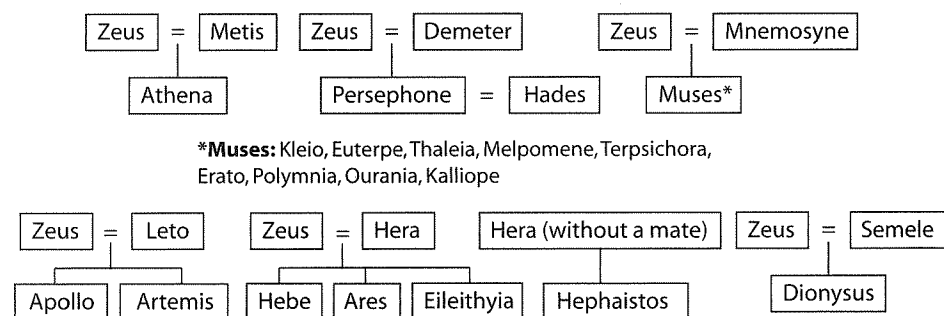 Zeus = Metis Zeus = Demeter Zeus = Mnemosyne
Athena Persephone = Hades Muses*
*Muses: Kleio, Euterpe, Thaleia, Melpomene, Terpsichora,
Erato, Polymnia, Ourania, Kalliope
Zeus = Leto Zeus = Hera Hera (without a mate) Zeus = Semele
Apollo Artemis Hebe Ares Eileithyia Hephaistos Dionysus